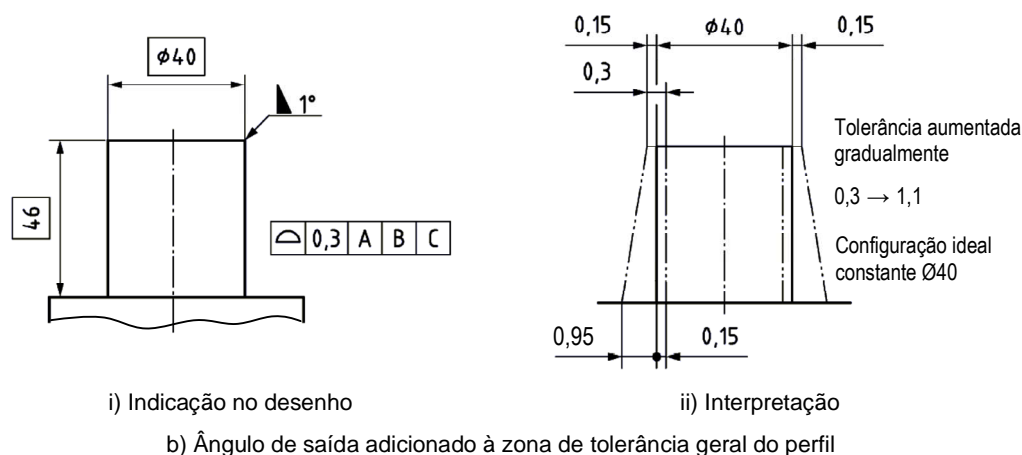 0,15
ø40
0,15
ø40
0,3
1°
Tolerância aumentada
gradualmente
0,3 → 1,1
46
0,3 A B C
Configuração ideal
constante Ø40
0,95
0,15
i) Indicação no desenho
ii) Interpretação
b) Ângulo de saída adicionado à zona de tolerância geral do perfil